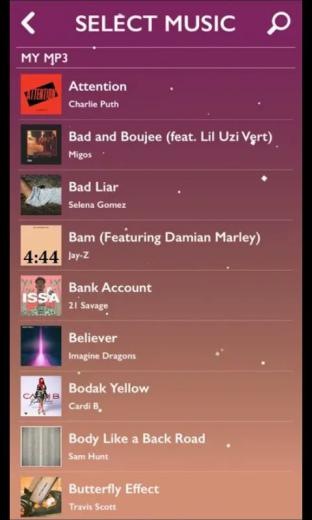 SELECT MUSIC
MY MP3
ATTENTION
Attention
Charlie Puth
Bad and Boujee (feat. Lil Uzi Vert)
Migos
Bad Liar
Selena Gomez
4:44
Bam (Featuring Damian Marley)
Jay-Z
ISSA
Bank Account
21 Savage
Believer
Imagine Dragons
CARDI B
Bodak Yellow
Cardi B
Body Like a Back Road
Sam Hunt
Butterfly Effect
Travis Scott